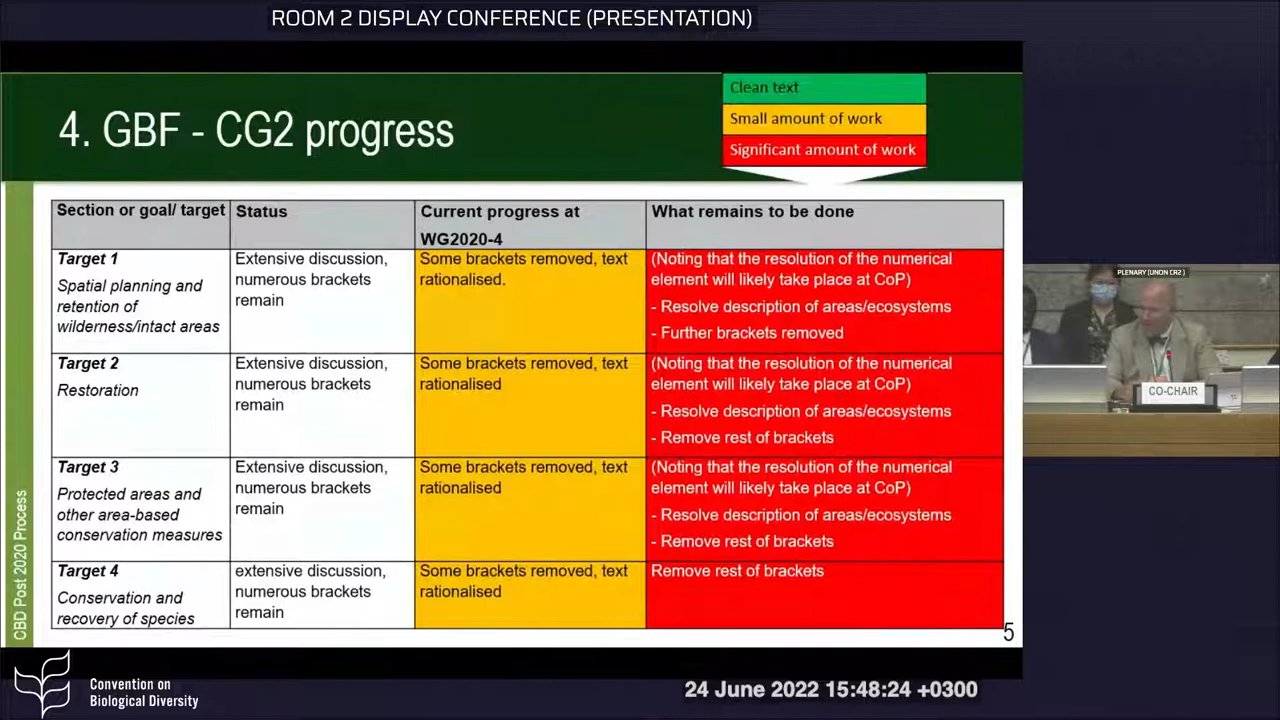 ROOM 2 DISPLAY CONFERENCE (PRESENTATION)
4. GBF - CG2 progress
Clean text
Small amount of work
Significant amount of work
Section or goal/ target
Status
Current progress at
WG2020-4
What remains to be done
Target 1
Spatial planning and
retention of
wilderness/intact areas
Extensive discussion,
numerous brackets
remain
Some brackets removed, text
rationalised.
(Noting that the resolution of the numerical
element will likely take place at CoP)
- Resolve description of areas/ecosystems
- Further brackets removed
Target 2
Restoration
Extensive discussion,
numerous brackets
remain
Some brackets removed, text
rationalised
(Noting that the resolution of the numerical
element will likely take place at CoP)
- Resolve description of areas/ecosystems
- Remove rest of brackets
Target 3
Protected areas and
other area-based
conservation measures
Extensive discussion,
numerous brackets
remain
Some brackets removed, text
rationalised
(Noting that the resolution of the numerical
element will likely take place at CoP)
- Resolve description of areas/ecosystems
- Remove rest of brackets
Target 4
Conservation and
recovery of species
extensive discussion,
numerous brackets
remain
Some brackets removed, text
rationalised
Remove rest of brackets
5
CBD Post 2020 Process
PLENARY (UNON CR2 )
CO-CHAIR
Convention on
Biological Diversity
24 June 2022 15:48:24 +0300